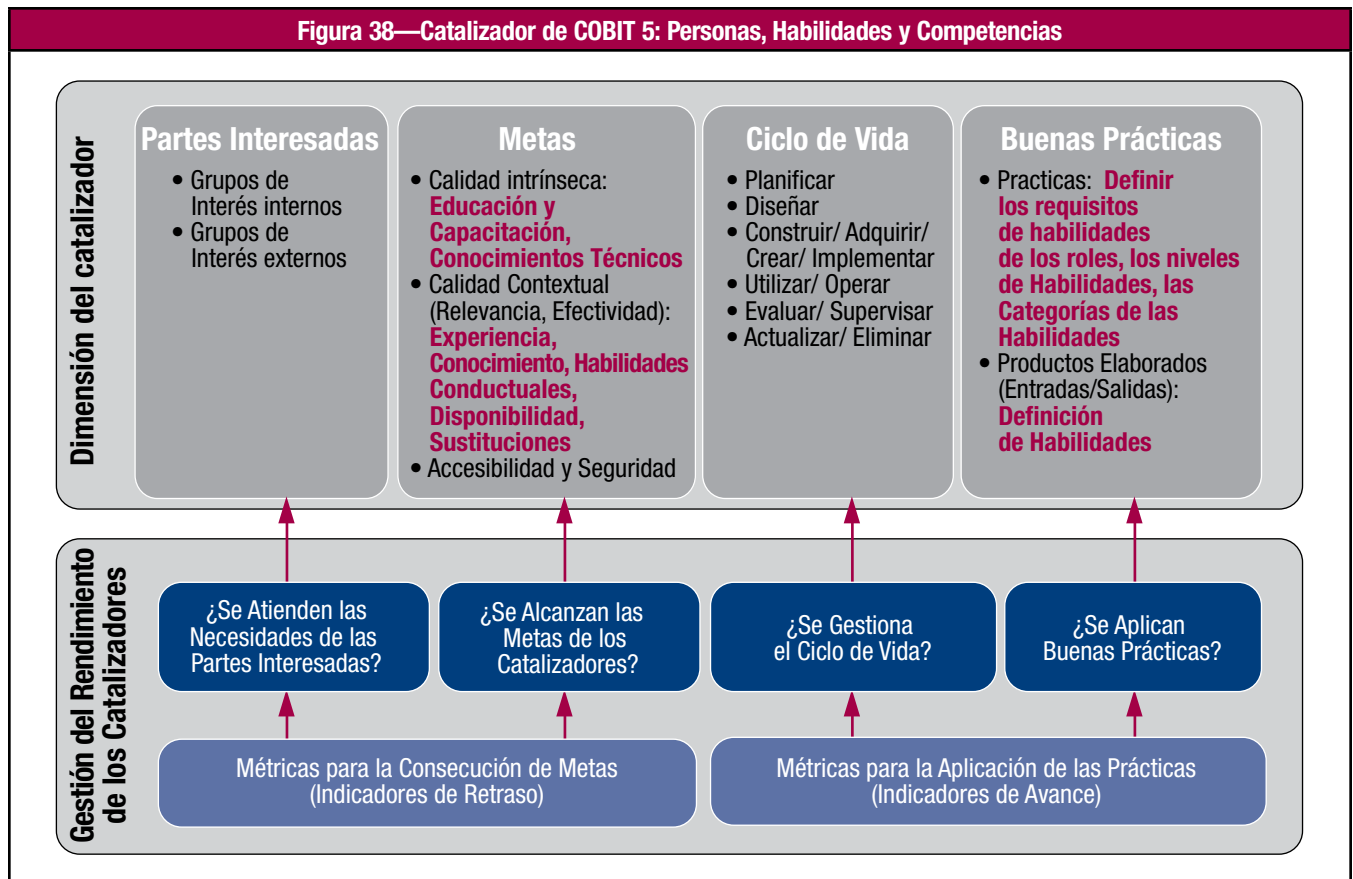 Figura 38—Catalizador de COBIT 5: Personas, Habilidades y Competencias
Dimensión del catalizador
Partes Interesadas
• Grupos de
Interés internos
• Grupos de
Interés externos
Metas
• Calidad intrínseca:
Educación y
Capacitación,
Conocimientos Técnicos
• Calidad Contextual
(Relevancia, Efectividad):
Experiencia,
Conocimiento, Habilidades
Conductuales,
Disponibilidad,
Sustituciones
• Accesibilidad y Seguridad
Ciclo de Vida
• Planificar
• Diseñar
• Construir/ Adquirir/
Crear/ Implementar
• Utilizar/ Operar
• Evaluar/ Supervisar
• Actualizar/ Eliminar
Buenas Prácticas
• Practicas: Definir
los requisitos
de habilidades
de los roles, los niveles
de Habilidades, las
Categorías de las
Habilidades
• Productos Elaborados
(Entradas/Salidas):
Definición
de Habilidades
Gestión del Rendimiento
de los Catalizadores
¿Se Atienden las
Necesidades de las
Partes Interesadas?
¿Se Alcanzan las
Metas de los
Catalizadores?
¿Se Gestiona
el Ciclo de Vida?
¿Se Aplican
Buenas Prácticas?
Métricas para la Consecución de Metas
(Indicadores de Retraso)
Métricas para la Aplicación de las Prácticas
(Indicadores de Avance)